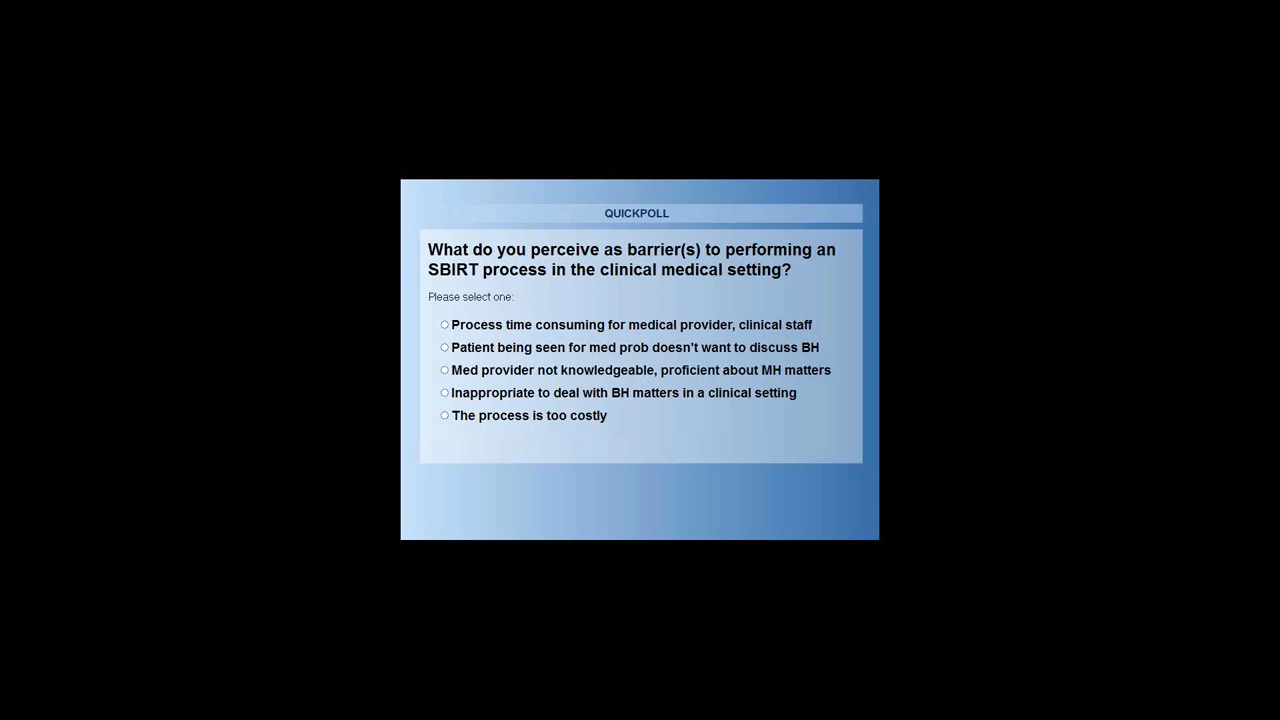 QUICKPOLL
What do you perceive as barrier(s) to performing an
SBIRT process in the clinical medical setting?
Please select one:
Process time consuming for medical provider, clinical staff
Patient being seen for med prob doesn't want to discuss BH
Med provider not knowledgeable, proficient about MH matters
Inappropriate to deal with BH matters in a clinical setting
The process is too costly